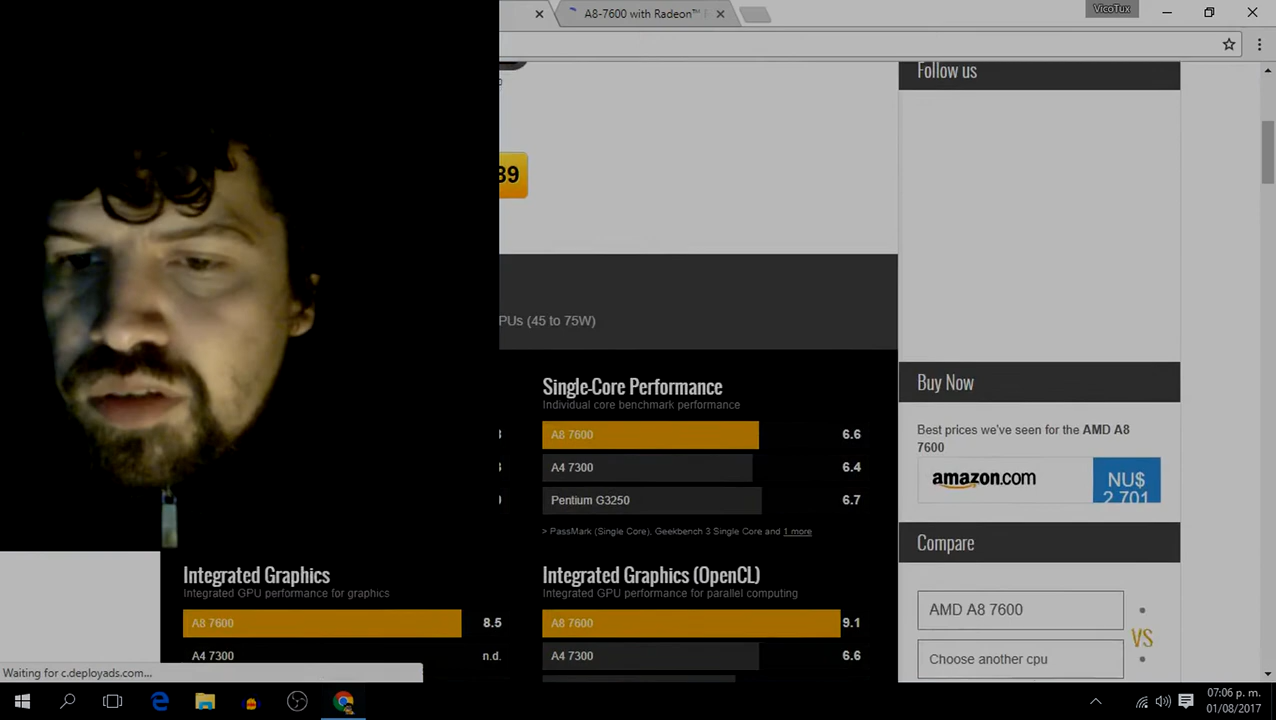 A8-7600 with Radeon™
VicoTux
Follow us
39
PUs (45 to 75W)
Single-Core Performance
Individual core benchmark performance
A8 7600 6.6
A4 7300 6.4
Pentium G3250 6.7
> PassMark (Single Core), Geekbench 3 Single Core and 1 more
Buy Now
Best prices we've seen for the AMD A8
7600
amazon.com NU$
2,701
Compare
AMD A8 7600
VS
Choose another cpu
Integrated Graphics
Integrated GPU performance for graphics
A8 7600 8.5
A4 7300 n.d.
Integrated Graphics (OpenCL)
Integrated GPU performance for parallel computing
A8 7600 9.1
A4 7300 6.6
Waiting for c.deployads.com...
07:06 p. m.
01/08/2017